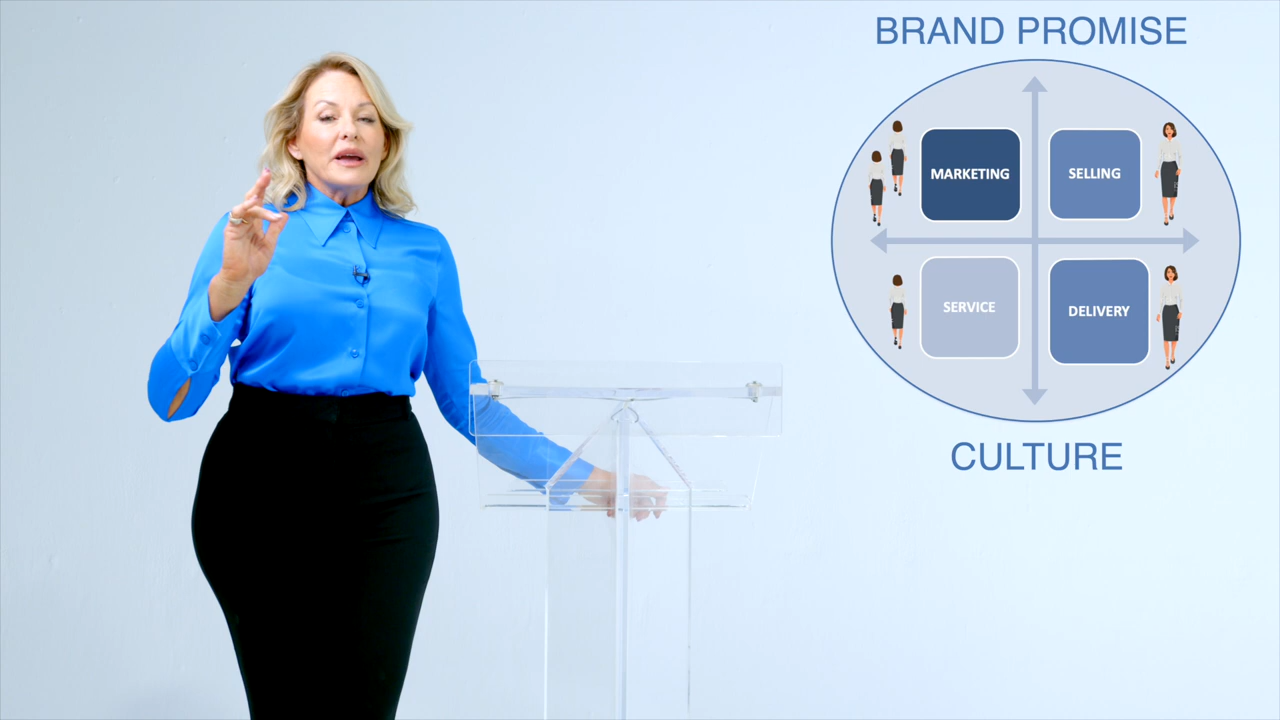 BRAND PROMISE
MARKETING
SELLING
SERVICE
DELIVERY
CULTURE